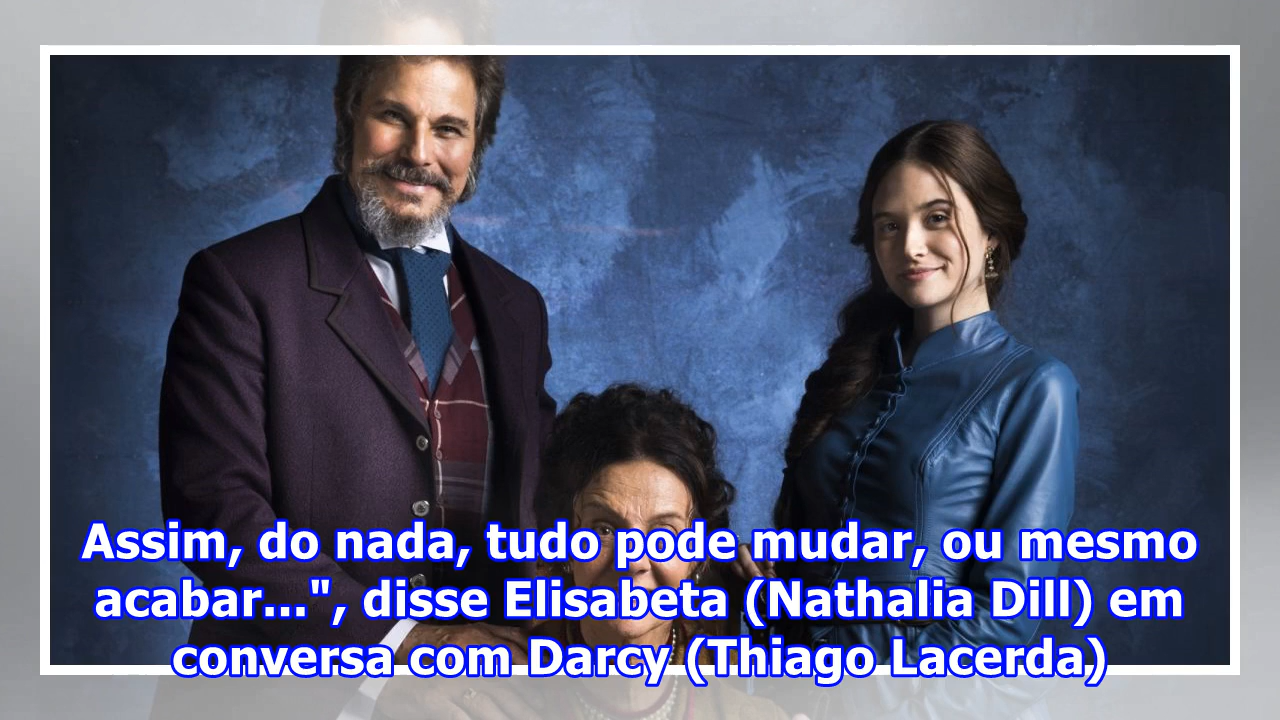 Assim, do nada, tudo pode mudar, ou mesmo
acabar...", disse Elisabeta (Nathalia Dill) em
conversa com Darcy (Thiago Lacerda)